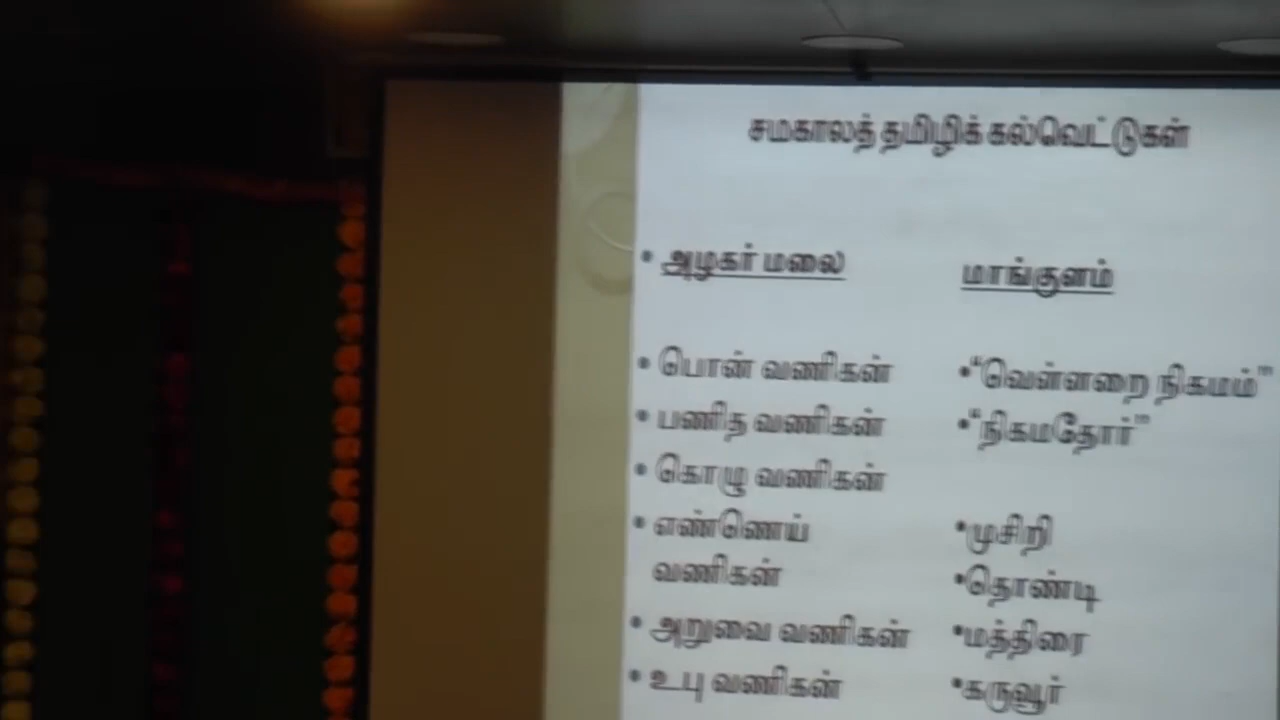 சமகாலத் தமிழிக் கல்வெட்டுகள்
• அழகர் மலை
• பொன் வணிகன்
• பணித வணிகன்
• கொழு வணிகன்
• எண்ணெய்
வணிகன்
• அறுவை வணிகன்
• உபு வணிகன்
மாங்குளம்
•“வெள்ளறை நிகமம்””
•“நிகமதோர்””
•முசிறி
•தொண்டி
•மத்திரை
•கருவூர்